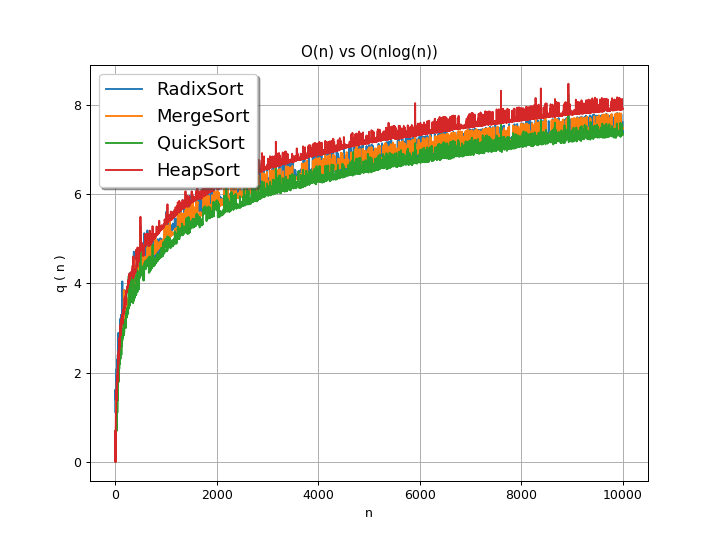 O(n) vs O(nlog(n))
RadixSort
MergeSort
QuickSort
HeapSort
8
6
4
2
0
q ( n )
0 2000 4000 6000 8000 10000
n